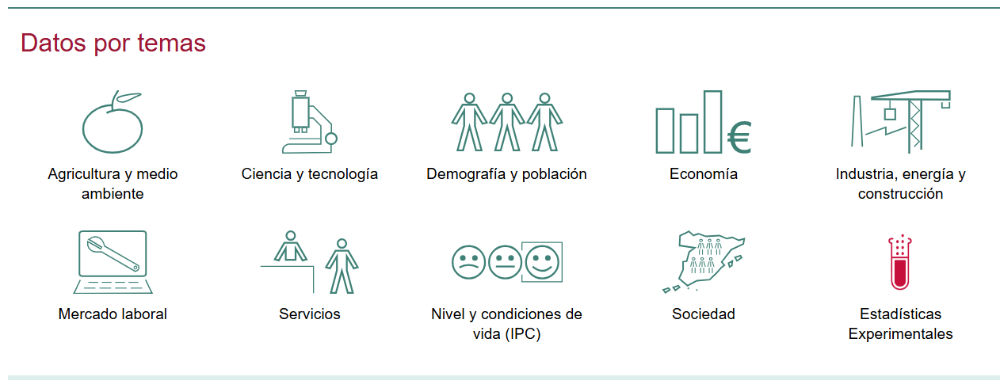 Datos por temas
€
Agricultura y medio
ambiente
Ciencia y tecnología
Demografía y población
Economía
Industria, energía y
construcción
Mercado laboral
Servicios
Nivel y condiciones de
vida (IPC)
Sociedad
Estadísticas
Experimentales